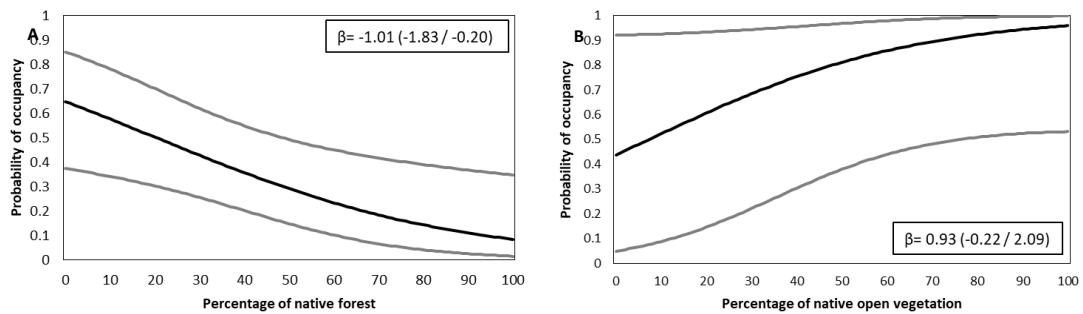 A
β= -1.01 (-1.83 / -0.20)
Probability of occupancy
1
0.9
0.8
0.7
0.6
0.5
0.4
0.3
0.2
0.1
0
0 10 20 30 40 50 60 70 80 90 100
Percentage of native forest
B
Probability of occupancy
1
0.9
0.8
0.7
0.6
0.5
0.4
0.3
0.2
0.1
0
β= 0.93 (-0.22 / 2.09)
0 10 20 30 40 50 60 70 80 90 100
Percentage of native open vegetation